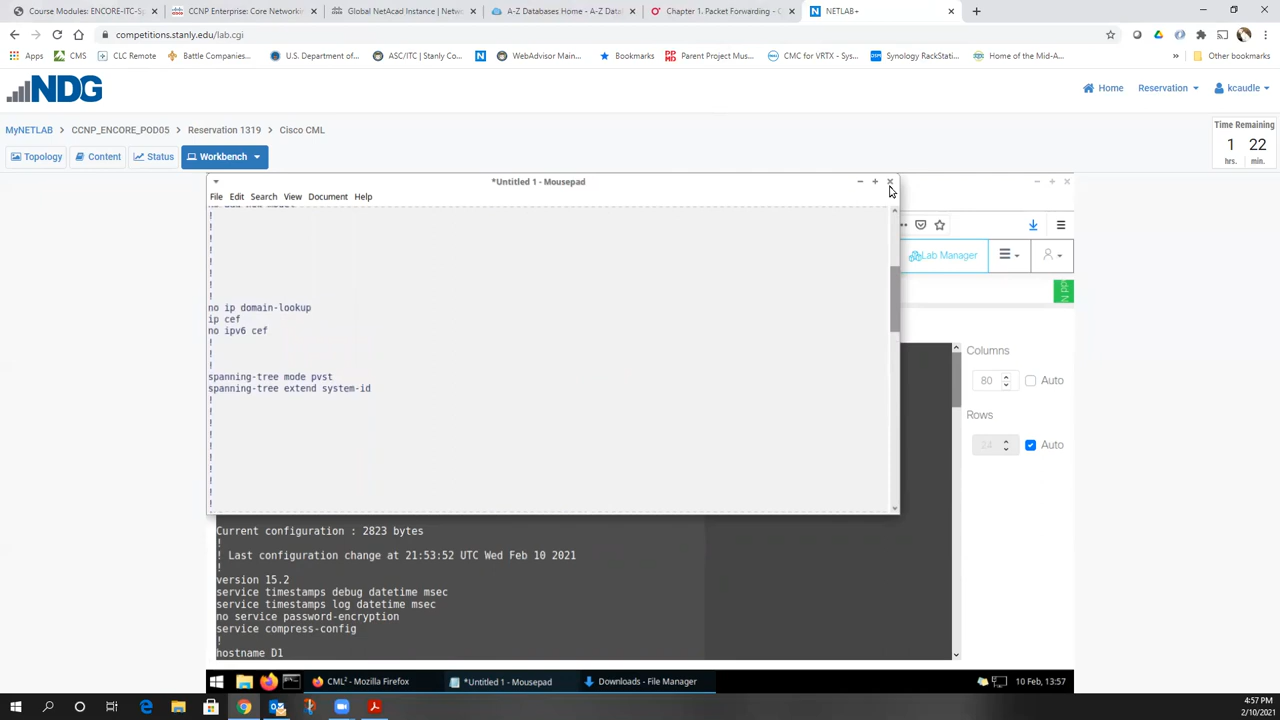 Course Modules: ENCORE-ITC-Sp
CCNP Enterprise: Core Networkin
Global NetAcad Instance | Netw
A-Z Databases Home - A-Z Datab
Chapter 1. Packet Forwarding - C
NETLAB+
competitions.stanly.edu/lab.cgi
Apps
CMS
CLC Remote
Battle Companies...
U.S. Department of...
ASC/ITC | Stanly Co...
WebAdvisor Main...
Bookmarks
Parent Project Mus...
CMC for VRTX - Sys...
Synology RackStati...
Home of the Mid-A...
Other bookmarks
NDG
Home
Reservation
kcaudle
MyNETLAB
CCNP_ENCORE_POD05
Reservation 1319
Cisco CML
Time Remaining
1 22
hrs. min.
Topology
Content
Status
Workbench
*Untitled 1 - Mousepad
File Edit Search View Document Help
!
!
!
!
!
!
!
!
no ip domain-lookup
ip cef
no ipv6 cef
!
!
!
spanning-tree mode pvst
spanning-tree extend system-id
!
!
!
!
!
!
!
!
!
!
Lab Manager
Columns
80
Auto
Rows
24
Auto
Current configuration : 2823 bytes
!
! Last configuration change at 21:53:52 UTC Wed Feb 10 2021
!
version 15.2
service timestamps debug datetime msec
service timestamps log datetime msec
no service password-encryption
service compress-config
!
hostname D1
CML² - Mozilla Firefox
*Untitled 1 - Mousepad
Downloads - File Manager
10 Feb, 13:57
4:57 PM
2/10/2021